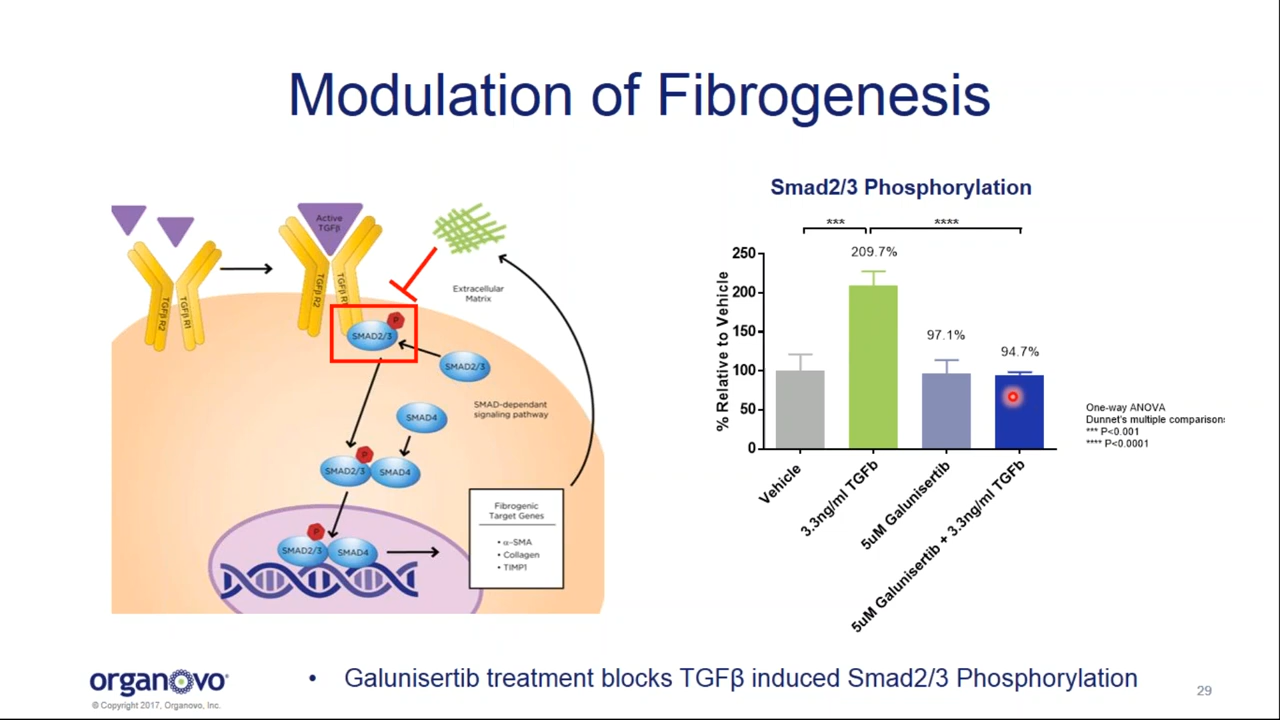 Modulation of Fibrogenesis
Active
TGFβ
TGFβ R2
TGFβ R1
TGFβ R2
TGFβ R1
P
SMAD2/3
SMAD2/3
Extracellular
Matrix
SMAD-dependant
signaling pathway
SMAD4
P
SMAD2/3
SMAD4
P
SMAD2/3
SMAD4
Fibrogenic
Target Genes
• α-SMA
• Collagen
• TIMP1
Smad2/3 Phosphorylation
***
****
% Relative to Vehicle
250
200
150
100
50
0
209.7%
97.1%
94.7%
Vehicle
3.3ng/ml TGFb
5uM Galunisertib
5uM Galunisertib + 3.3ng/ml TGFb
One-way ANOVA
Dunnet's multiple comparison
*** P<0.001
**** P<0.0001
• Galunisertib treatment blocks TGFβ induced Smad2/3 Phosphorylation
organovo
© Copyright 2017, Organovo, Inc.
29